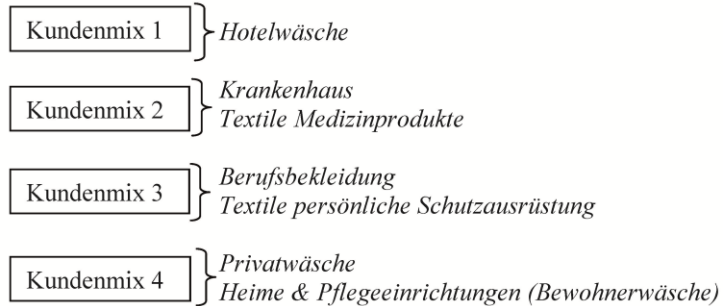 Kundenmix 1
Hotelwäsche
Kundenmix 2
Krankenhaus
Textile Medizinprodukte
Kundenmix 3
Berufsbekleidung
Textile persönliche Schutzausrüstung
Kundenmix 4
Privatwäsche
Heime & Pflegeeinrichtungen (Bewohnerwäsche)